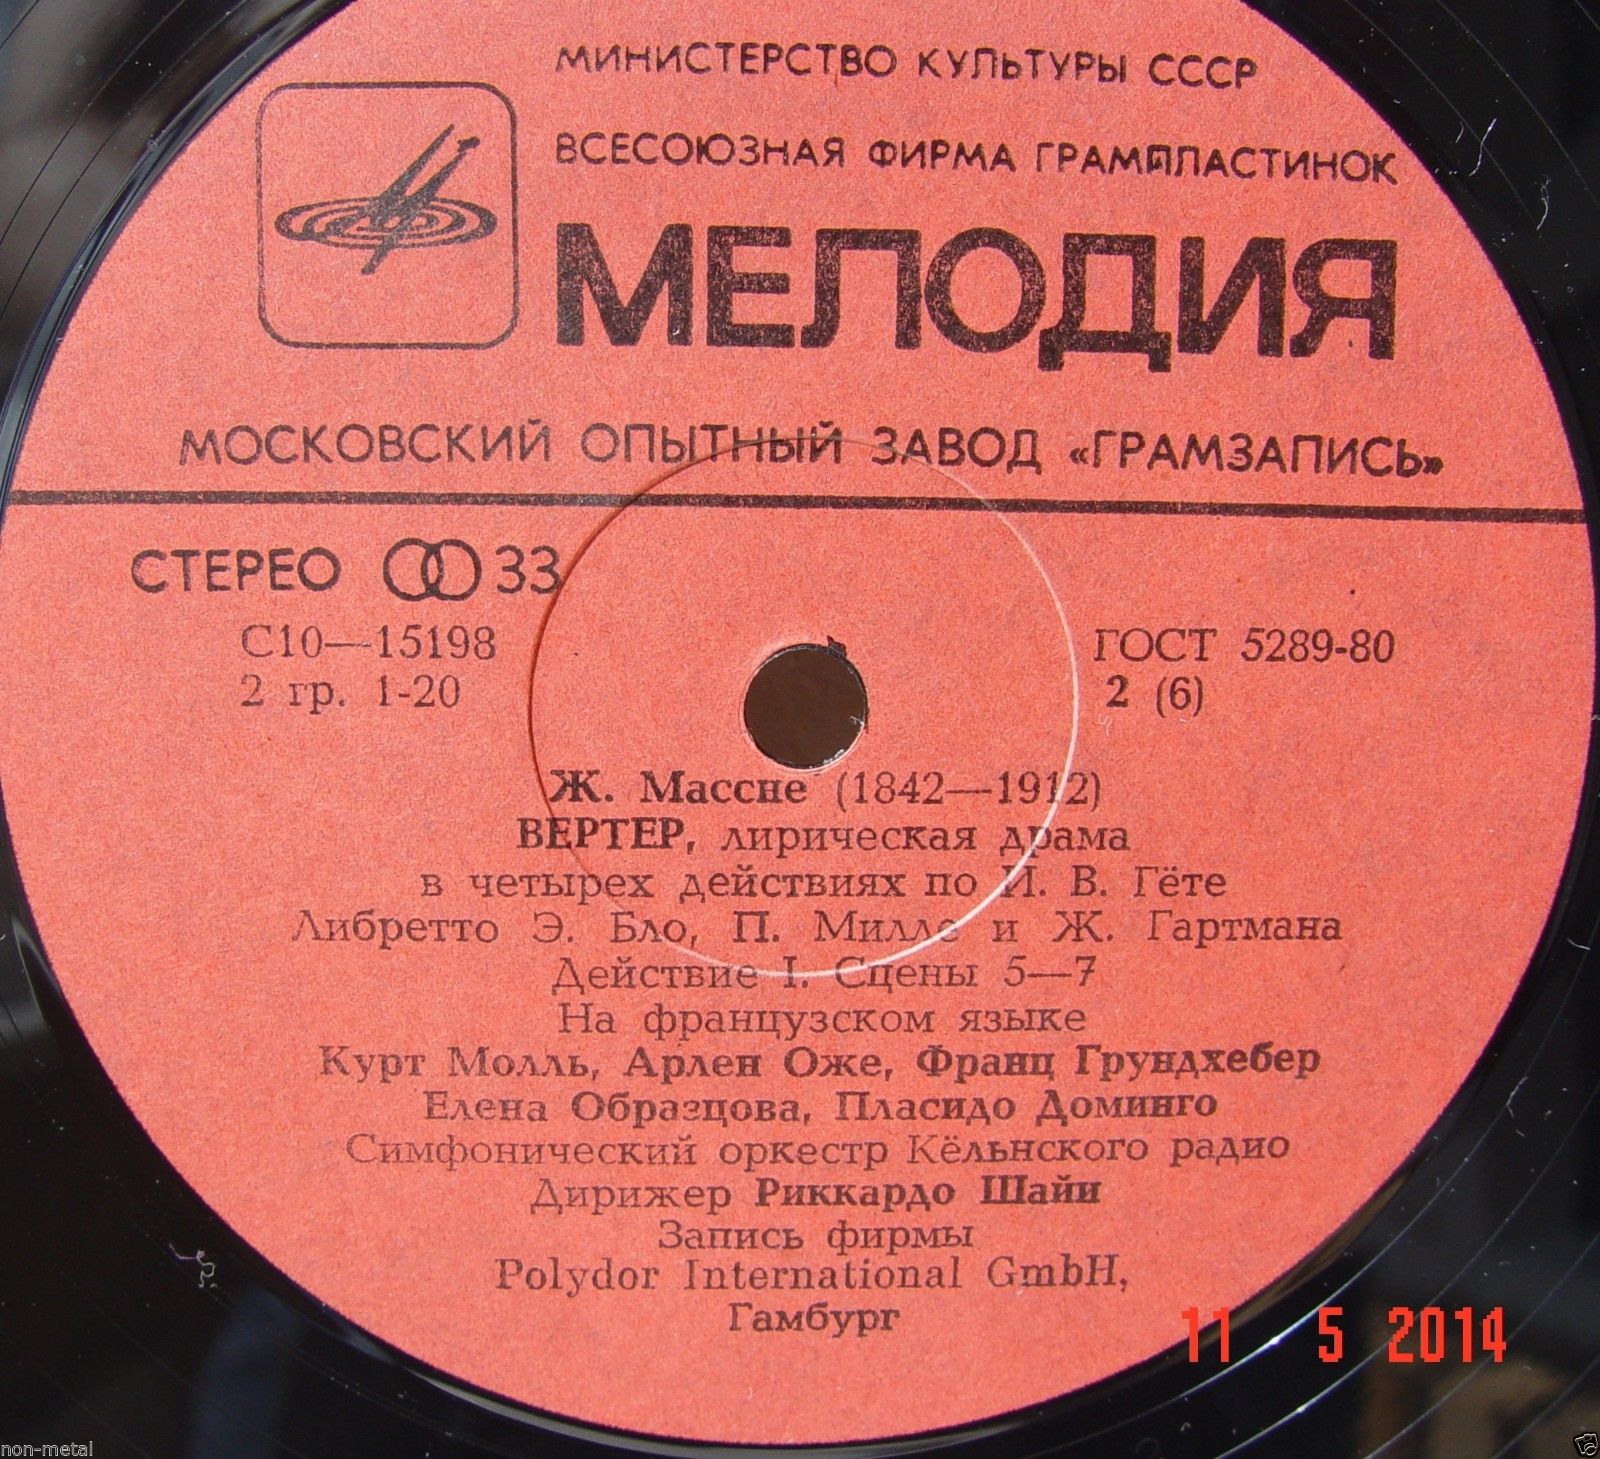 МИНИСТЕРСТВО КУЛЬТУРЫ СССР
ВСЕСОЮЗНАЯ ФИРМА ГРАМПЛАСТИНОК
МЕЛОДИЯ
МОСКОВСКИЙ ОПЫТНЫЙ ЗАВОД «ГРАМЗАПИСЬ»
СТЕРЕО 33
С10—15198 ГОСТ 5289-80
2 гр. 1-20 2 (6)
Ж. Массне (1842—1912)
ВЕРТЕР, лирическая драма
в четырех действиях по И. В. Гёте
Либретто Э. Бло, П. Милле и Ж. Гартмана
Действие I. Сцены 5—7
На французском языке
Курт Молль, Арлен Оже, Франц Грундхебер
Елена Образцова, Пласидо Доминго
Симфонический оркестр Кёльнского радио
Дирижер Риккардо Шайи
Запись фирмы
Polydor International GmbH,
Гамбург
11 5 2014
non-metal